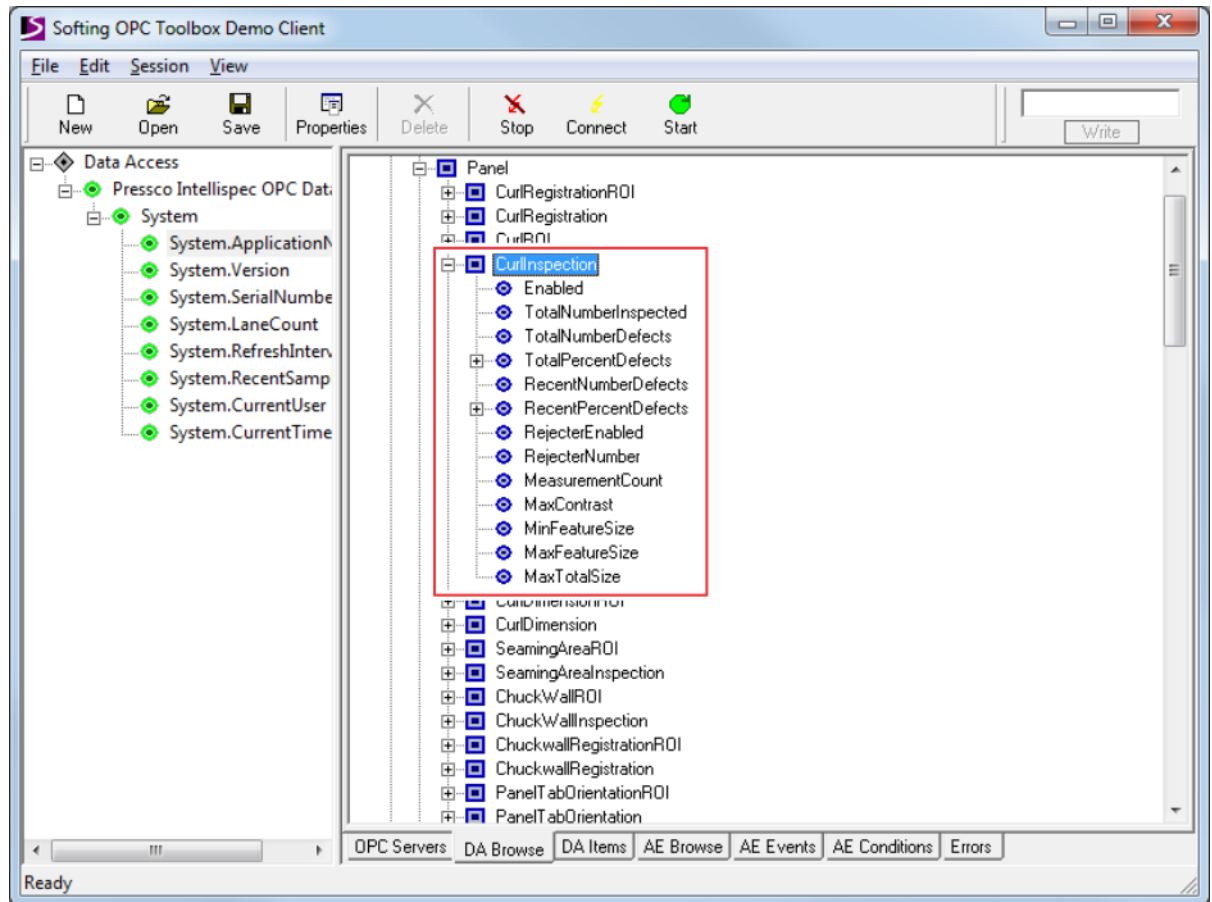 Softing OPC Toolbox Demo Client
File Edit Session View
New Open Save Properties Delete Stop Connect Start Write
Data Access
Pressco Intellispec OPC Data
System
System.ApplicationN
System.Version
System.SerialNumbe
System.LaneCount
System.RefreshInterv
System.RecentSamp
System.CurrentUser
System.CurrentTime
Panel
CurlRegistrationROI
CurlRegistration
CurlROI
CurlInspection
Enabled
TotalNumberInspected
TotalNumberDefects
TotalPercentDefects
RecentNumberDefects
RecentPercentDefects
RejecterEnabled
RejecterNumber
MeasurementCount
MaxContrast
MinFeatureSize
MaxFeatureSize
MaxTotalSize
CurlDimensionROI
CurlDimension
SeamingAreaROI
SeamingAreaInspection
ChuckWallROI
ChuckWallInspection
ChuckwallRegistrationROI
ChuckwallRegistration
PanelTabOrientationROI
PanelTabOrientation
OPC Servers DA Browse DA Items AE Browse AE Events AE Conditions Errors
Ready